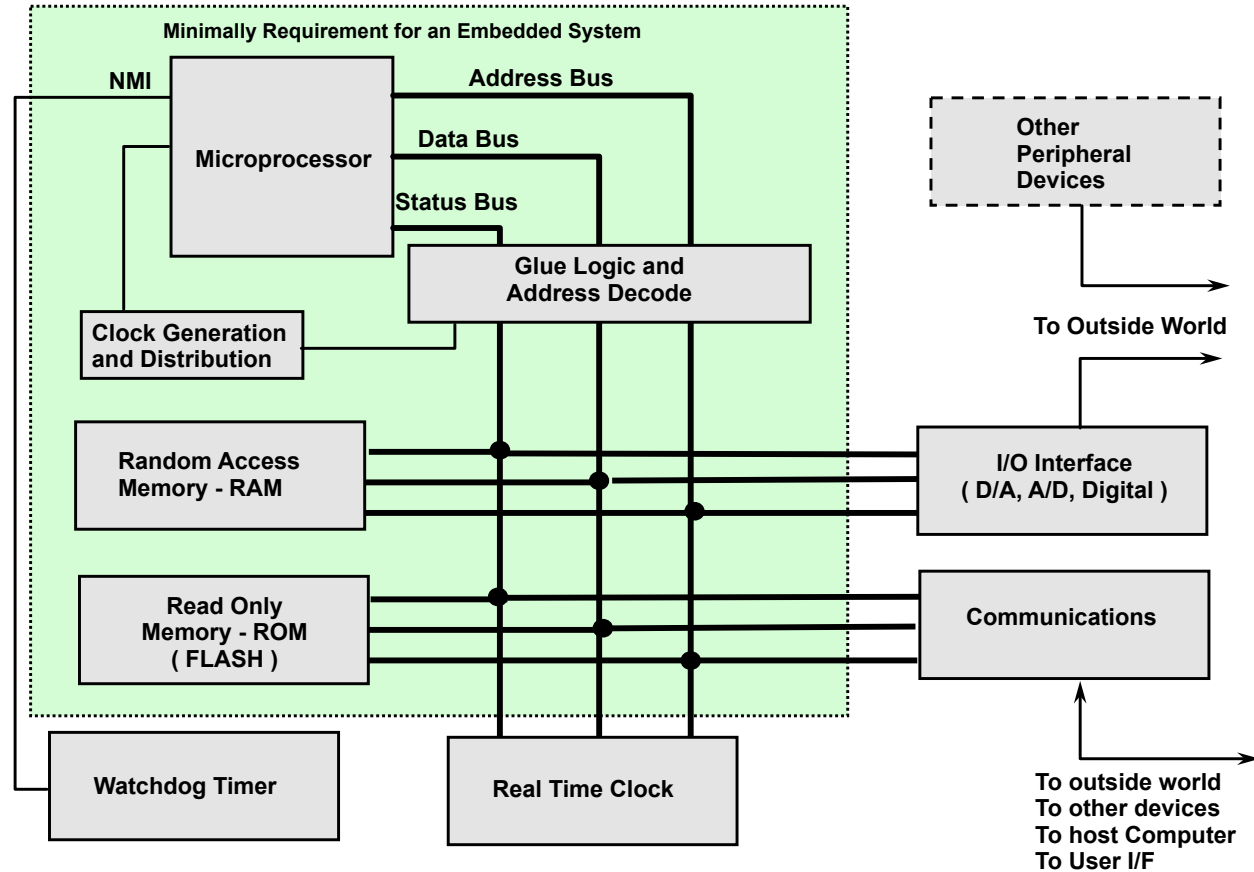 Minimally Requirement for an Embedded System
NMI
Address Bus
Microprocessor
Data Bus
Status Bus
Other
Peripheral
Devices
Glue Logic and
Address Decode
Clock Generation
and Distribution
To Outside World
Random Access
Memory - RAM
I/O Interface
( D/A, A/D, Digital )
Read Only
Memory - ROM
( FLASH )
Communications
Watchdog Timer
Real Time Clock
To outside world
To other devices
To host Computer
To User I/F